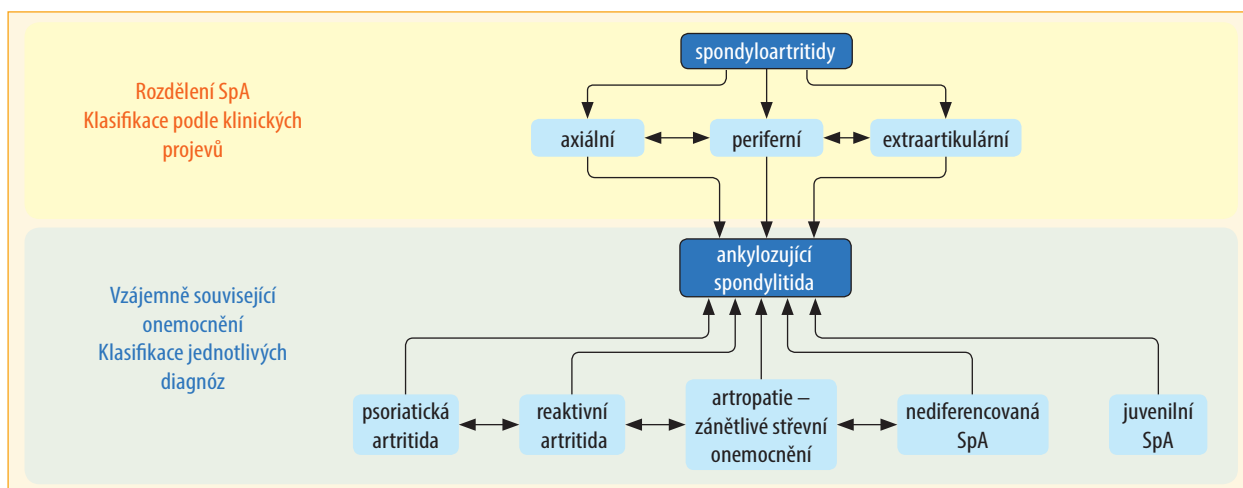 Rozdělení SpA
Klasifikace podle klinických
projevů
spondyloartritidy
axiální
periferní
extraartikulární
Vzájemně související
onemocnění
Klasifikace jednotlivých
diagnóz
ankylozující
spondylitida
psoriatická
artritida
reaktivní
artritida
artropatie –
zánětlivé střevní
onemocnění
nediferencovaná
SpA
juvenilní
SpA